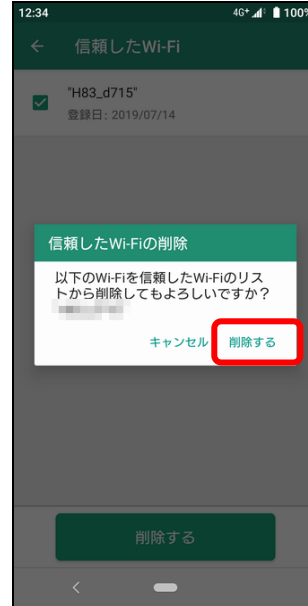 12:34 4G+ 100%
信頼したWi-Fi
"H83_d715"
登録日: 2019/07/14
信頼したWi-Fiの削除
以下のWi-Fiを信頼したWi-Fiのリス
トから削除してもよろしいですか？
キャンセル 削除する
削除する